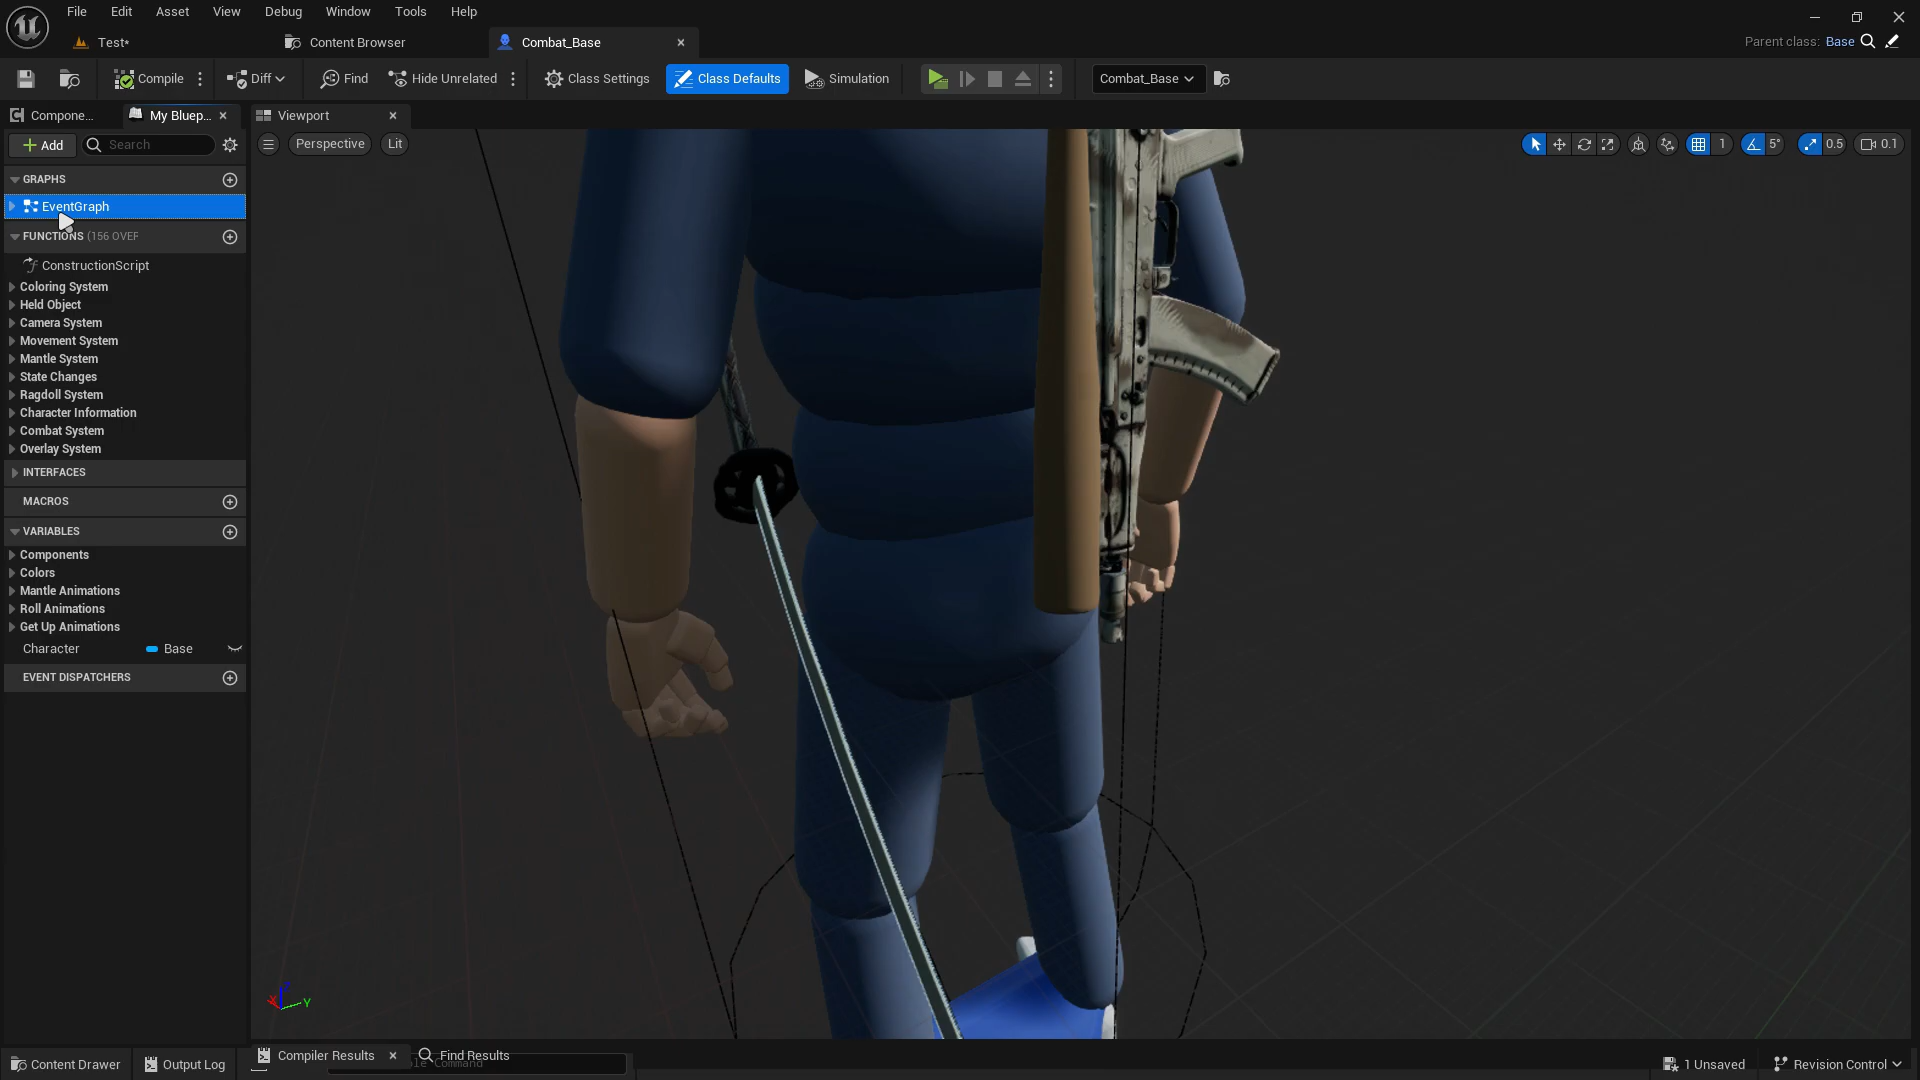 File Edit Asset View Debug Window Tools Help
Test* Content Browser Combat_Base
Parent class: Base
Compile Diff Find Hide Unrelated Class Settings Class Defaults Simulation Combat_Base
Compone... My Bluep... Viewport
Add Search Perspective Lit 1 5° 0.5 0.1
GRAPHS
EventGraph
FUNCTIONS (156 OVER
ConstructionScript
Coloring System
Held Object
Camera System
Movement System
Mantle System
State Changes
Ragdoll System
Character Information
Combat System
Overlay System
INTERFACES
MACROS
VARIABLES
Components
Colors
Mantle Animations
Roll Animations
Get Up Animations
Character Base
EVENT DISPATCHERS
X Z Y
Compiler Results Find Results
Content Drawer Output Log Command 1 Unsaved Revision Control